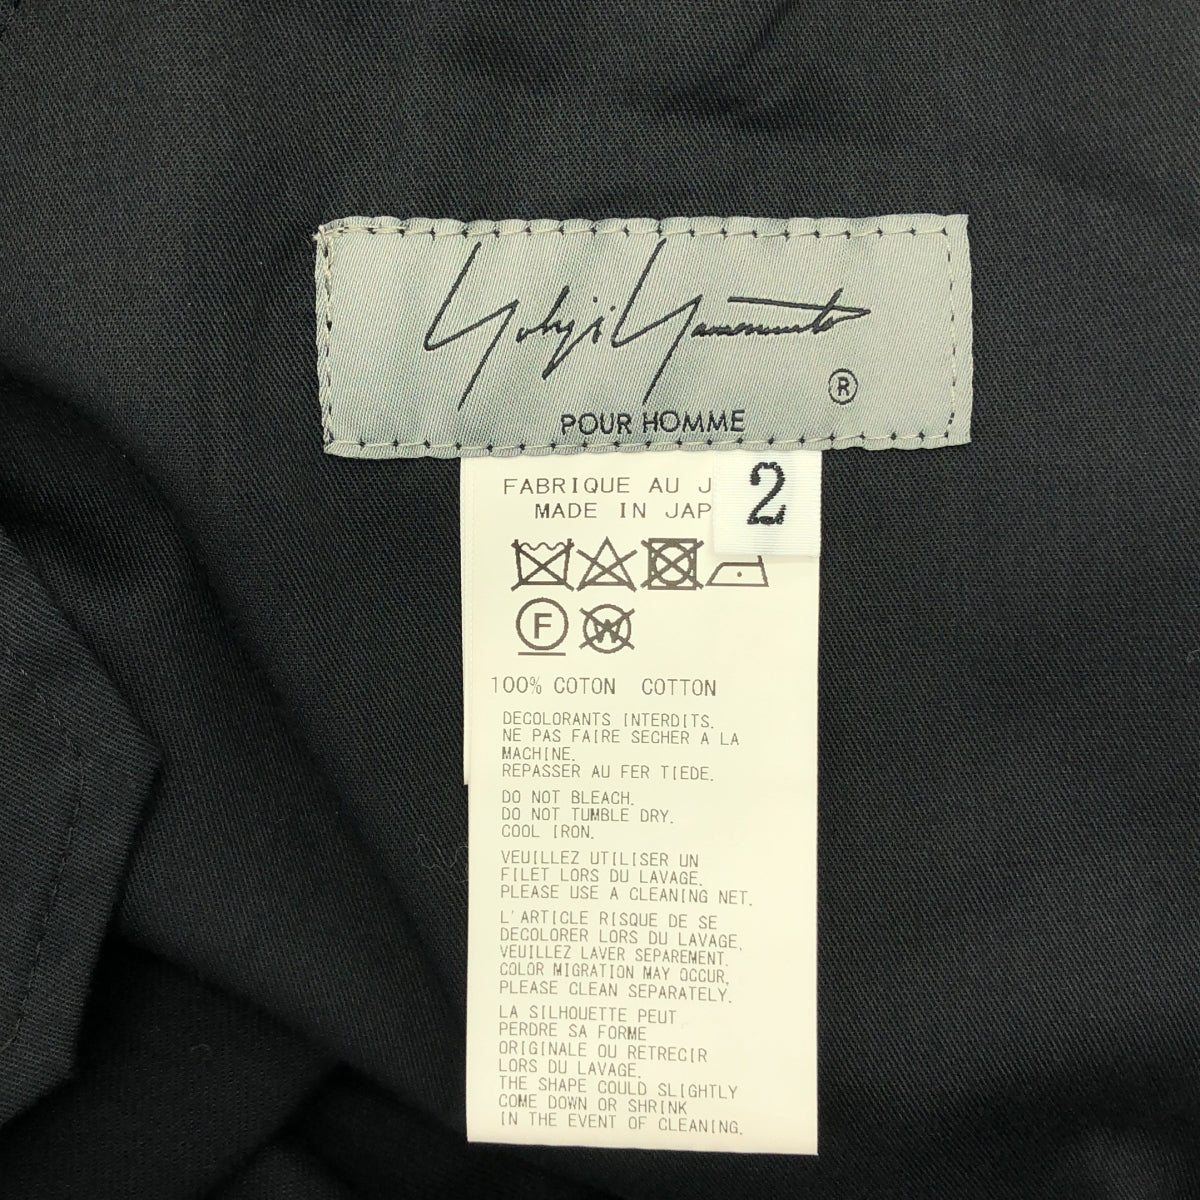 Yohji Yamamoto
®
POUR HOMME
2
FABRIQUE AU J
MADE IN JAP
F
W
100% COTON COTTON
DECOLORANTS INTERDITS.
NE PAS FAIRE SECHER A LA
MACHINE.
REPASSER AU FER TIEDE.
DO NOT BLEACH.
DO NOT TUMBLE DRY.
COOL IRON.
VEUILLEZ UTILISER UN
FILET LORS DU LAVAGE.
PLEASE USE A CLEANING NET.
L'ARTICLE RISQUE DE SE
DECOLORER LORS DU LAVAGE,
VEUILLEZ LAVER SEPAREMENT.
COLOR MIGRATION MAY OCCUR,
PLEASE CLEAN SEPARATELY.
LA SILHOUETTE PEUT
PERDRE SA FORME
ORIGINALE OU RETRECIR
LORS DU LAVAGE.
THE SHAPE COULD SLIGHTLY
COME DOWN OR SHRINK
IN THE EVENT OF CLEANING.